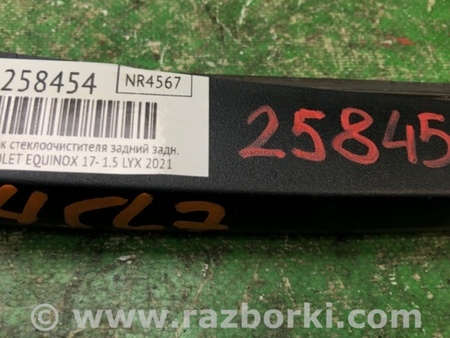 258454 NR4567
к стеклоочистителя задний задн.
OLET EQUINOX 17- 1.5 LYX 2021
25845
www.razborki.com